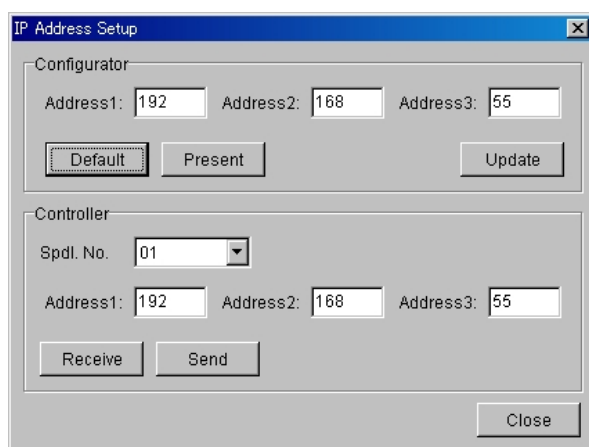 IP Address Setup
Configurator
Address1: 192 Address2: 168 Address3: 55
Default Present Update
Controller
Spdl. No. 01
Address1: 192 Address2: 168 Address3: 55
Receive Send
Close